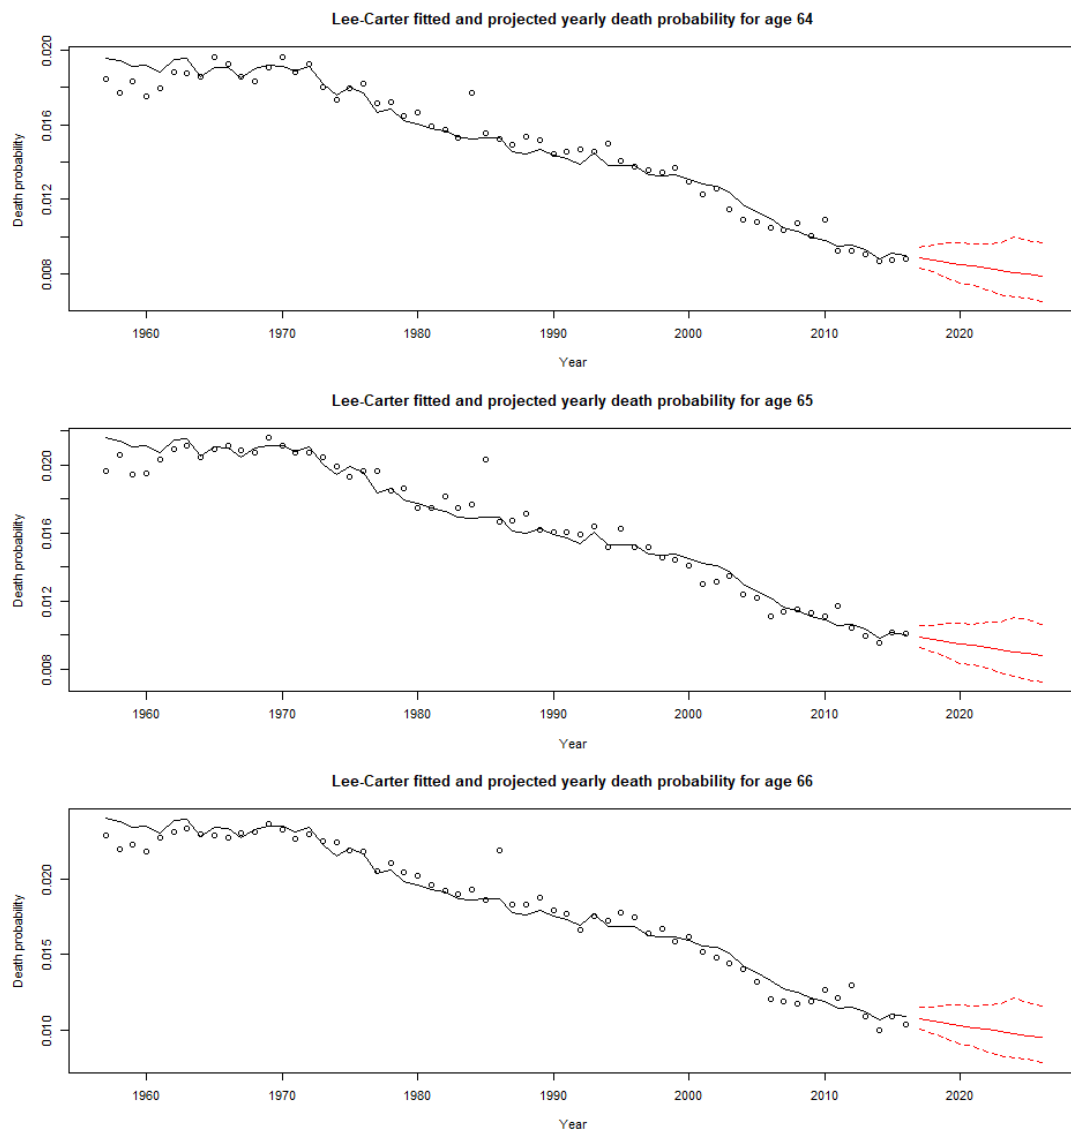 Lee-Carter fitted and projected yearly death probability for age 64
Death probability
0.020
0.016
0.012
0.008
1960 1970 1980 1990 2000 2010 2020
Year
Lee-Carter fitted and projected yearly death probability for age 65
Death probability
0.020
0.016
0.012
0.008
1960 1970 1980 1990 2000 2010 2020
Year
Lee-Carter fitted and projected yearly death probability for age 66
Death probability
0.020
0.015
0.010
1960 1970 1980 1990 2000 2010 2020
Year